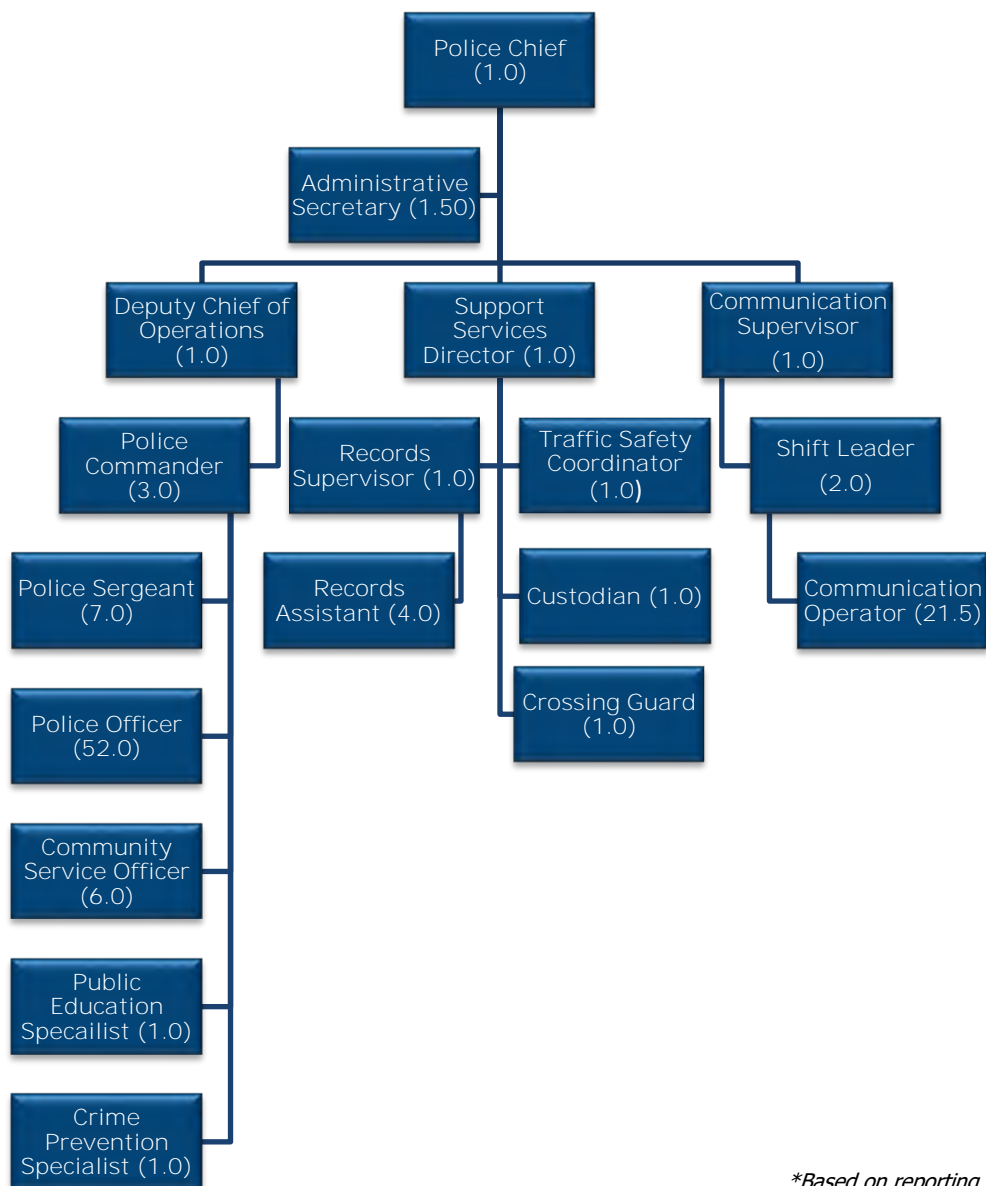 Police Chief
(1.0)
Administrative
Secretary (1.50)
Deputy Chief of
Operations
(1.0)
Support
Services
Director (1.0)
Communication
Supervisor
(1.0)
Police
Commander
(3.0)
Records
Supervisor (1.0)
Traffic Safety
Coordinator
(1.0)
Shift Leader
(2.0)
Police Sergeant
(7.0)
Records
Assistant (4.0)
Custodian (1.0)
Communication
Operator (21.5)
Police Officer
(52.0)
Crossing Guard
(1.0)
Community
Service Officer
(6.0)
Public
Education
Specailist (1.0)
Crime
Prevention
Specialist (1.0)
*Based on reporting